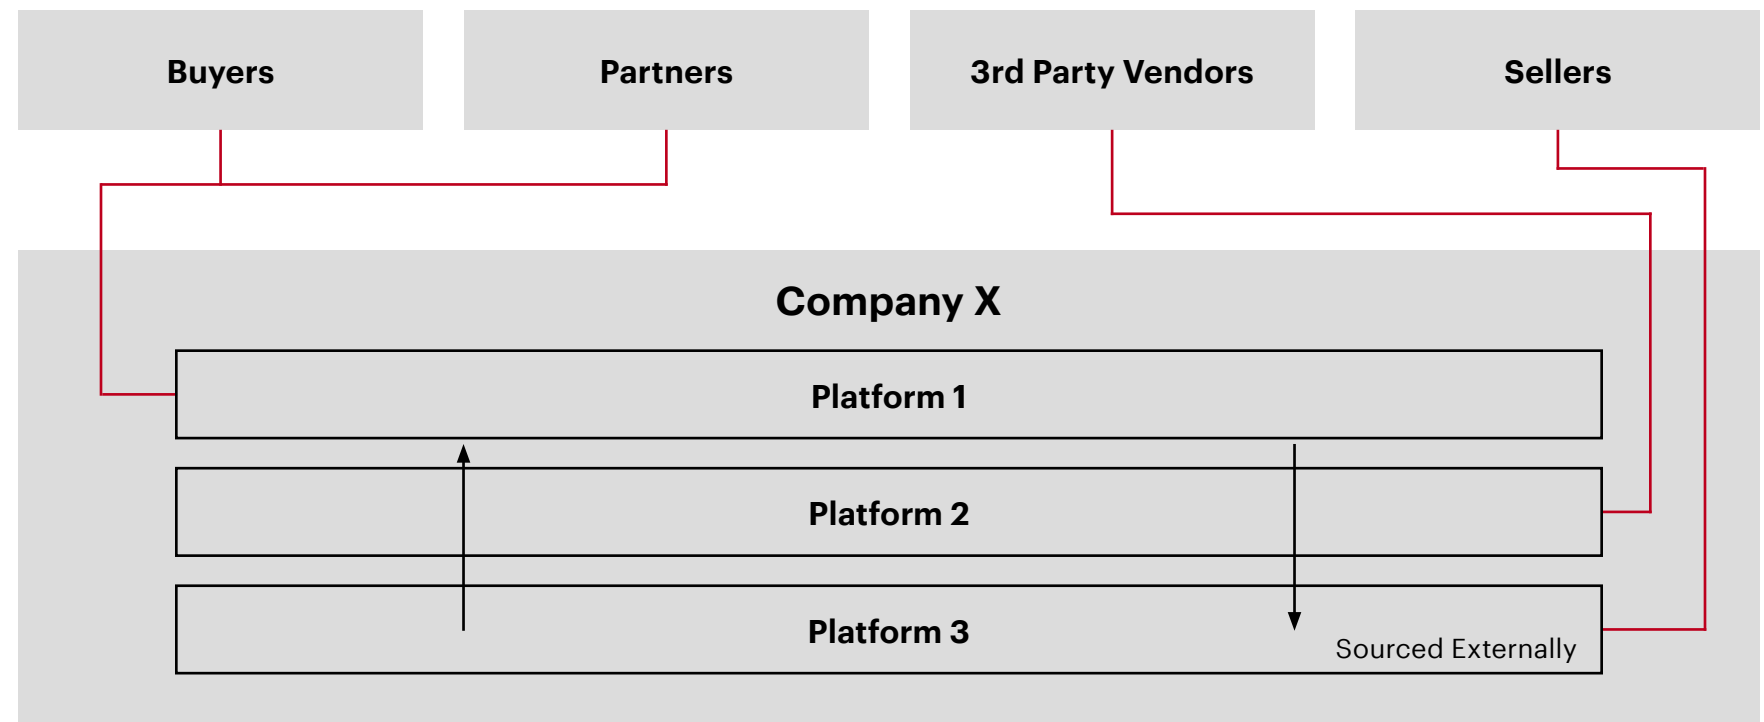 Buyers
Partners
3rd Party Vendors
Sellers
Company X
Platform 1
Platform 2
Platform 3
Sourced Externally